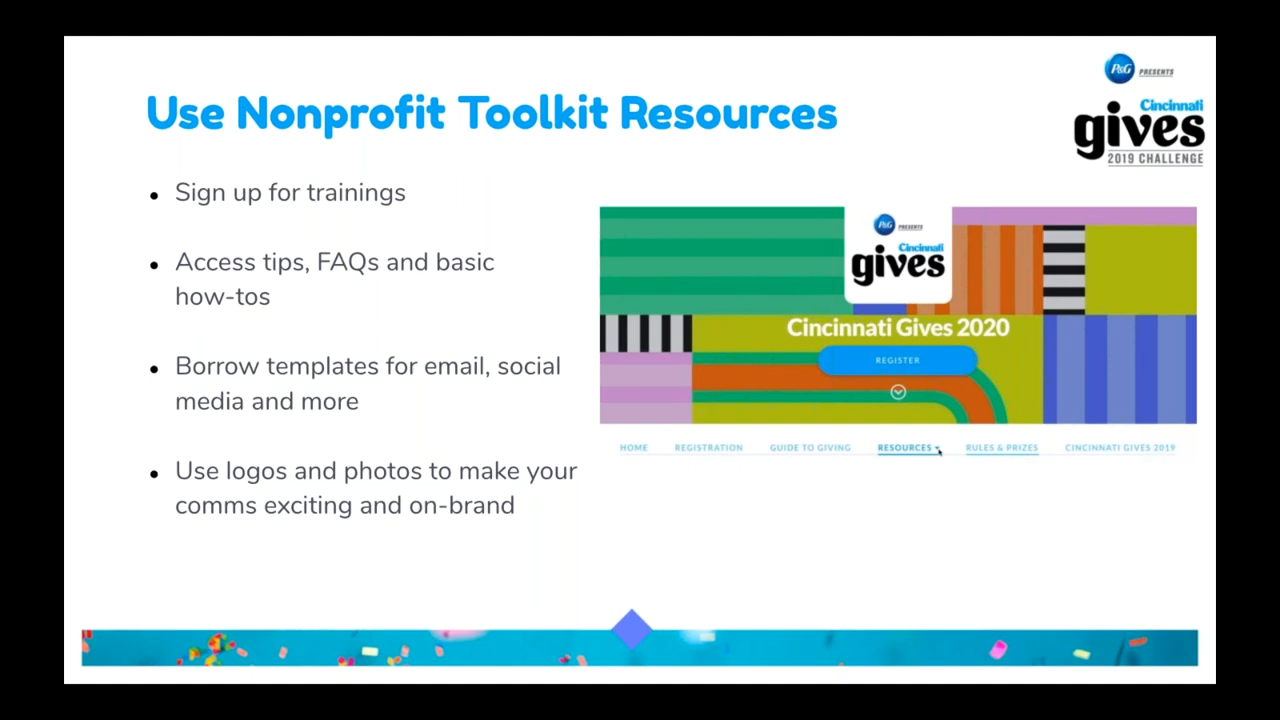 P&G PRESENTS
Cincinnati
gives
2019 CHALLENGE
Use Nonprofit Toolkit Resources
• Sign up for trainings
• Access tips, FAQs and basic
how-tos
• Borrow templates for email, social
media and more
• Use logos and photos to make your
comms exciting and on-brand
P&G PRESENTS
Cincinnati
gives
Cincinnati Gives 2020
REGISTER
HOME REGISTRATION GUIDE TO GIVING RESOURCES RULES & PRIZES CINCINNATI GIVES 2019